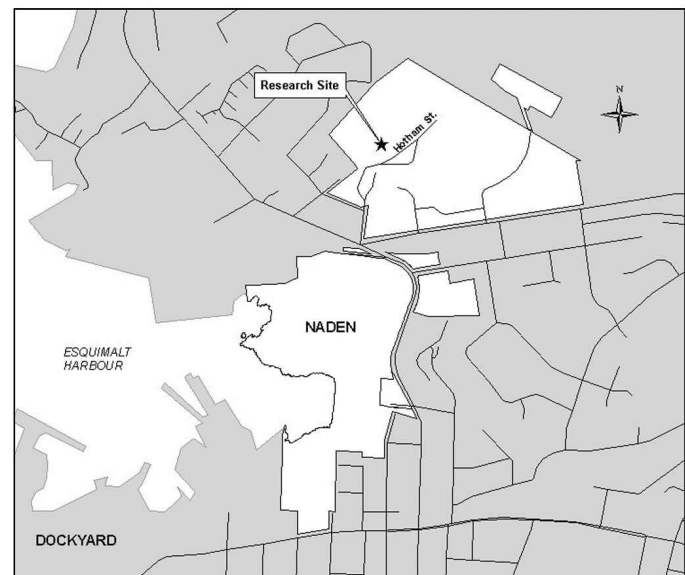 Research Site
N
Hotham St.
NADEN
ESQUIMALT
HARBOUR
DOCKYARD